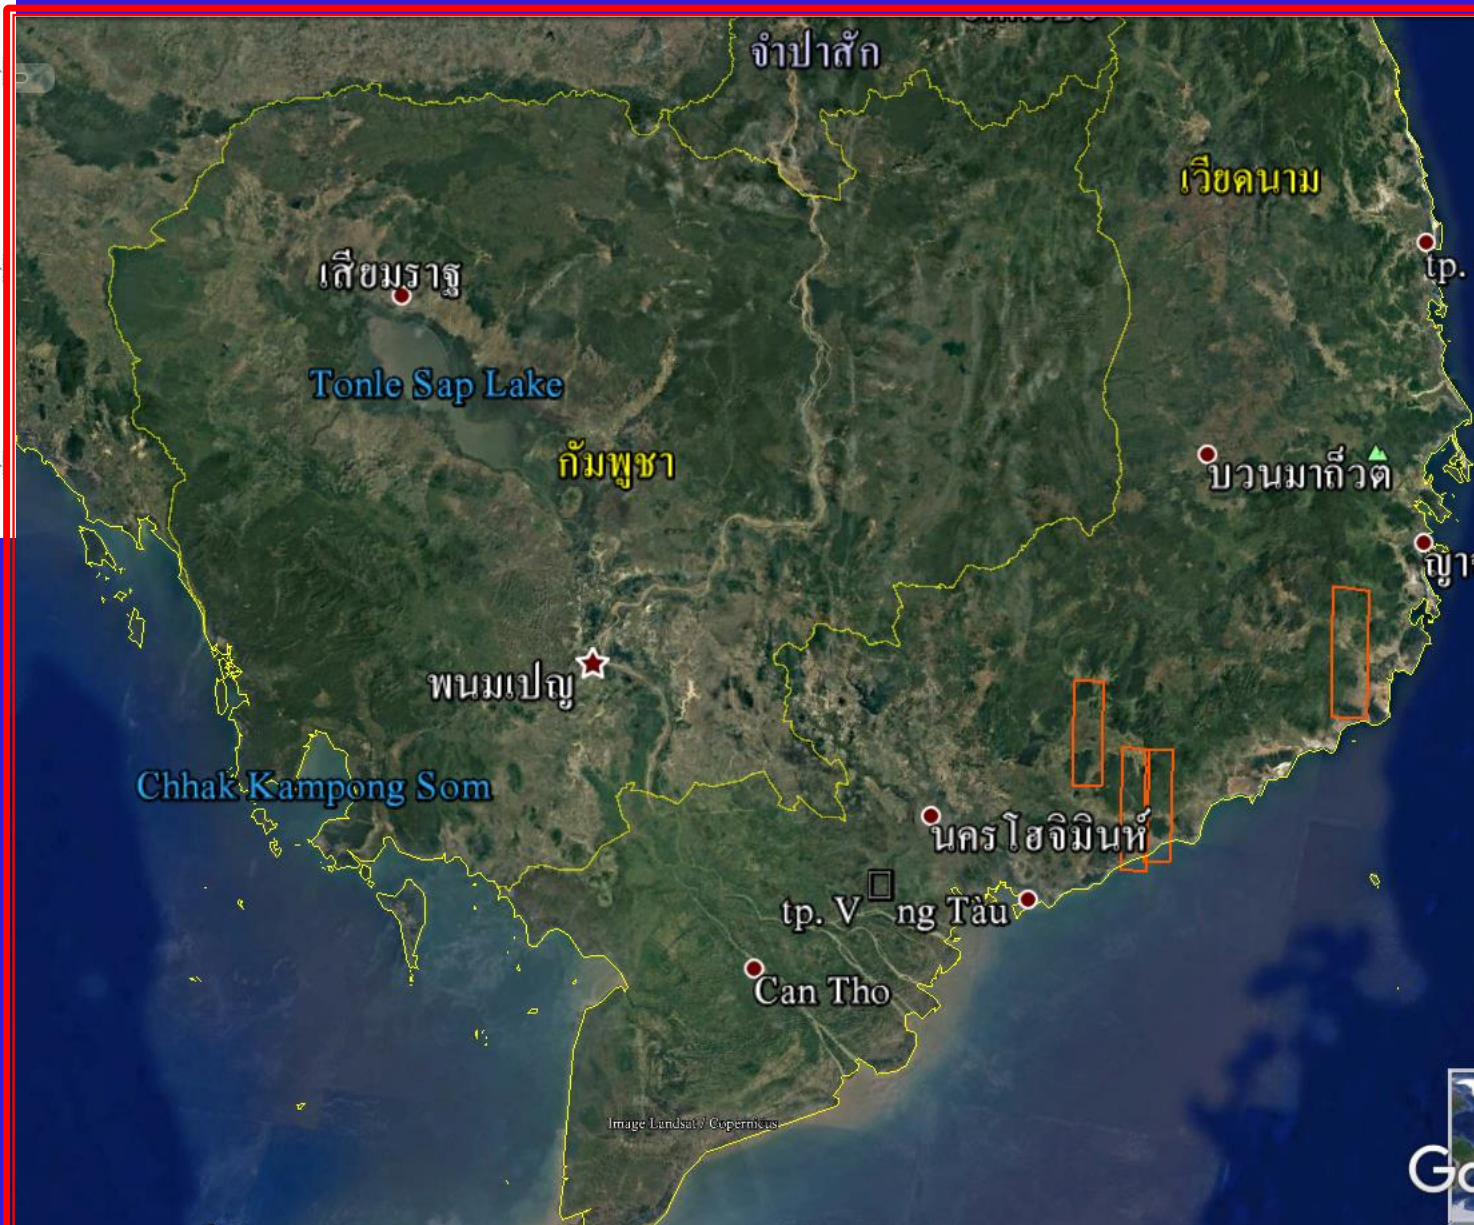 จำปาสัก
เวียดนาม
tp.
เสียมราฐ
Tonle Sap Lake
กัมพูชา
บวนมาถ็วต
พนมเปญ
Chhak Kampong Som
นครโฮจิมินห์
tp. V□ng Tàu
Can Tho
Image Landsat / Copernicus